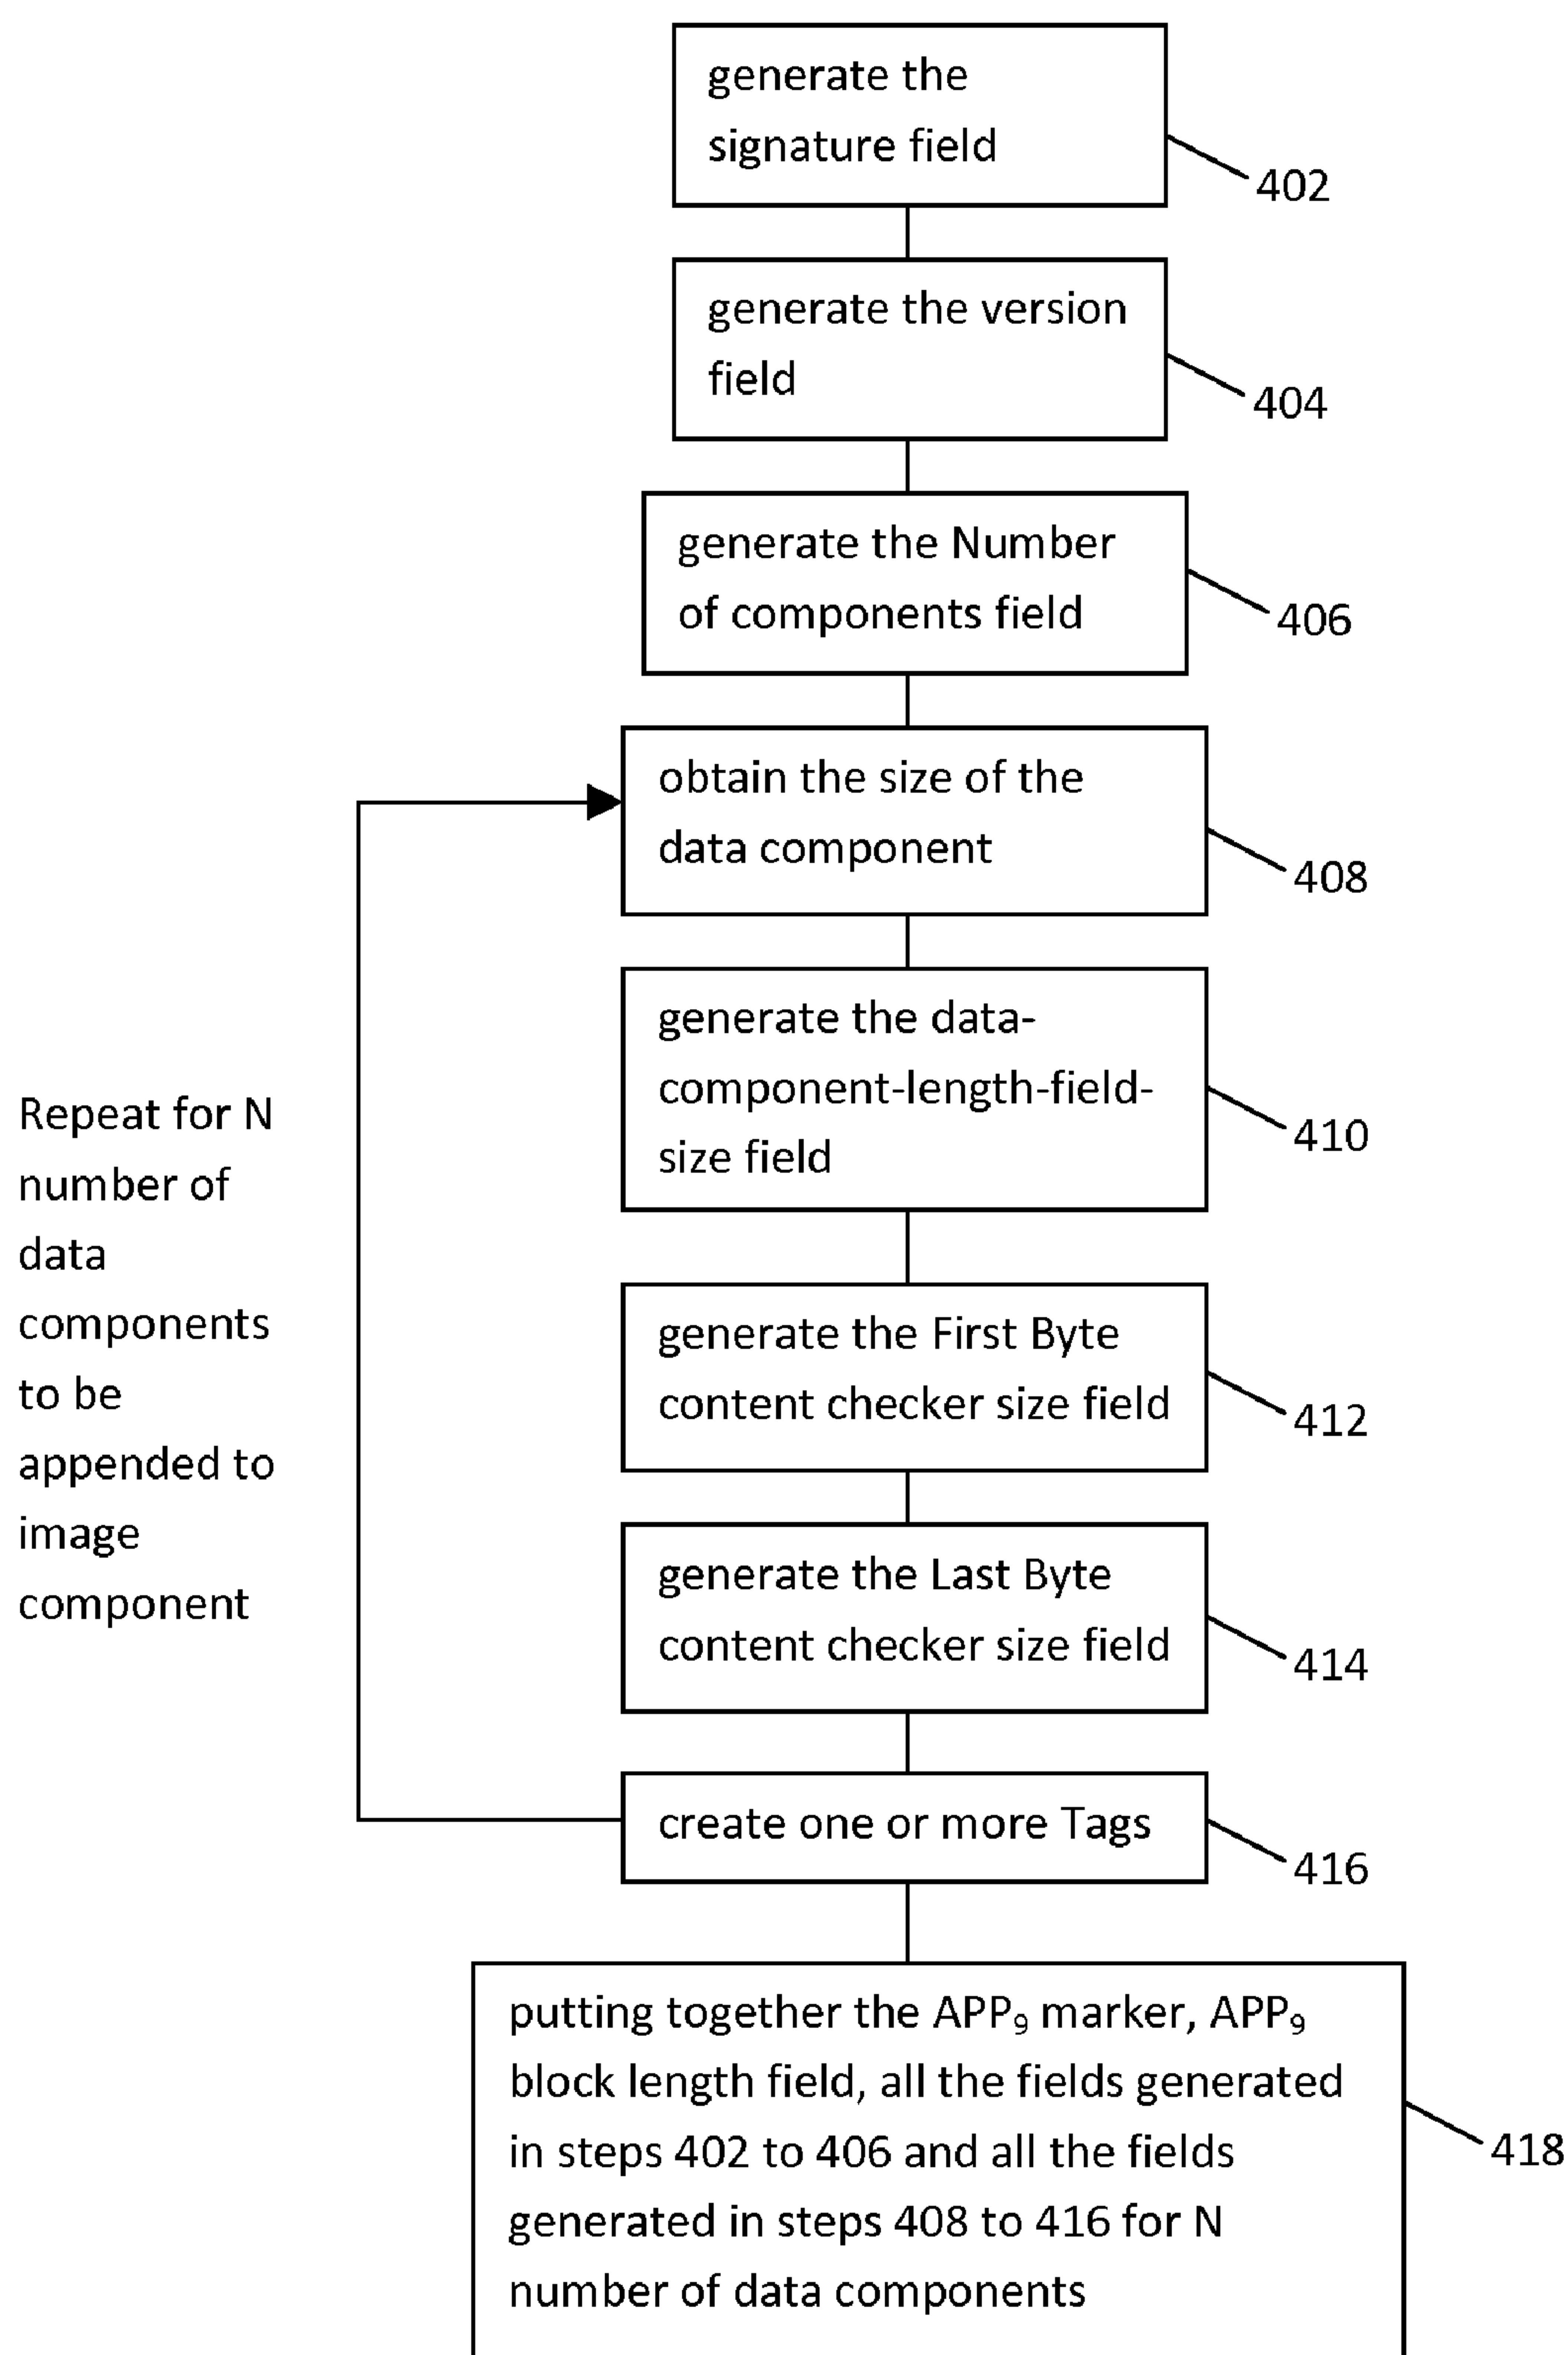 generate the
signature field
402
generate the version
field
404
generate the Number
of components field
406
obtain the size of the
data component
408
generate the data-
component-length-field-
size field
410
Repeat for N
number of
data
components
to be
appended to
image
component
generate the First Byte
content checker size field
412
generate the Last Byte
content checker size field
414
create one or more Tags
416
putting together the APP₉ marker, APP₉
block length field, all the fields generated
in steps 402 to 406 and all the fields
generated in steps 408 to 416 for N
number of data components
418